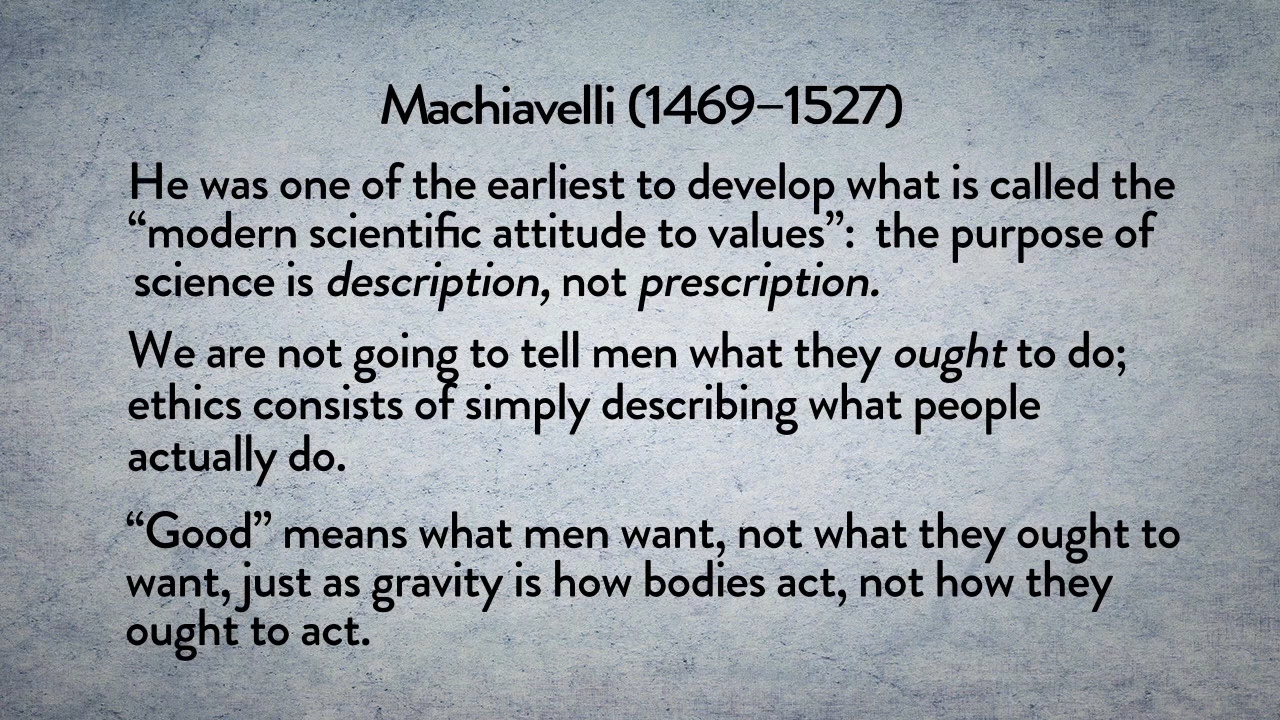 Machiavelli (1469–1527)
He was one of the earliest to develop what is called the
“modern scientific attitude to values”: the purpose of
science is description, not prescription.
We are not going to tell men what they ought to do;
ethics consists of simply describing what people
actually do.
“Good” means what men want, not what they ought to
want, just as gravity is how bodies act, not how they
ought to act.